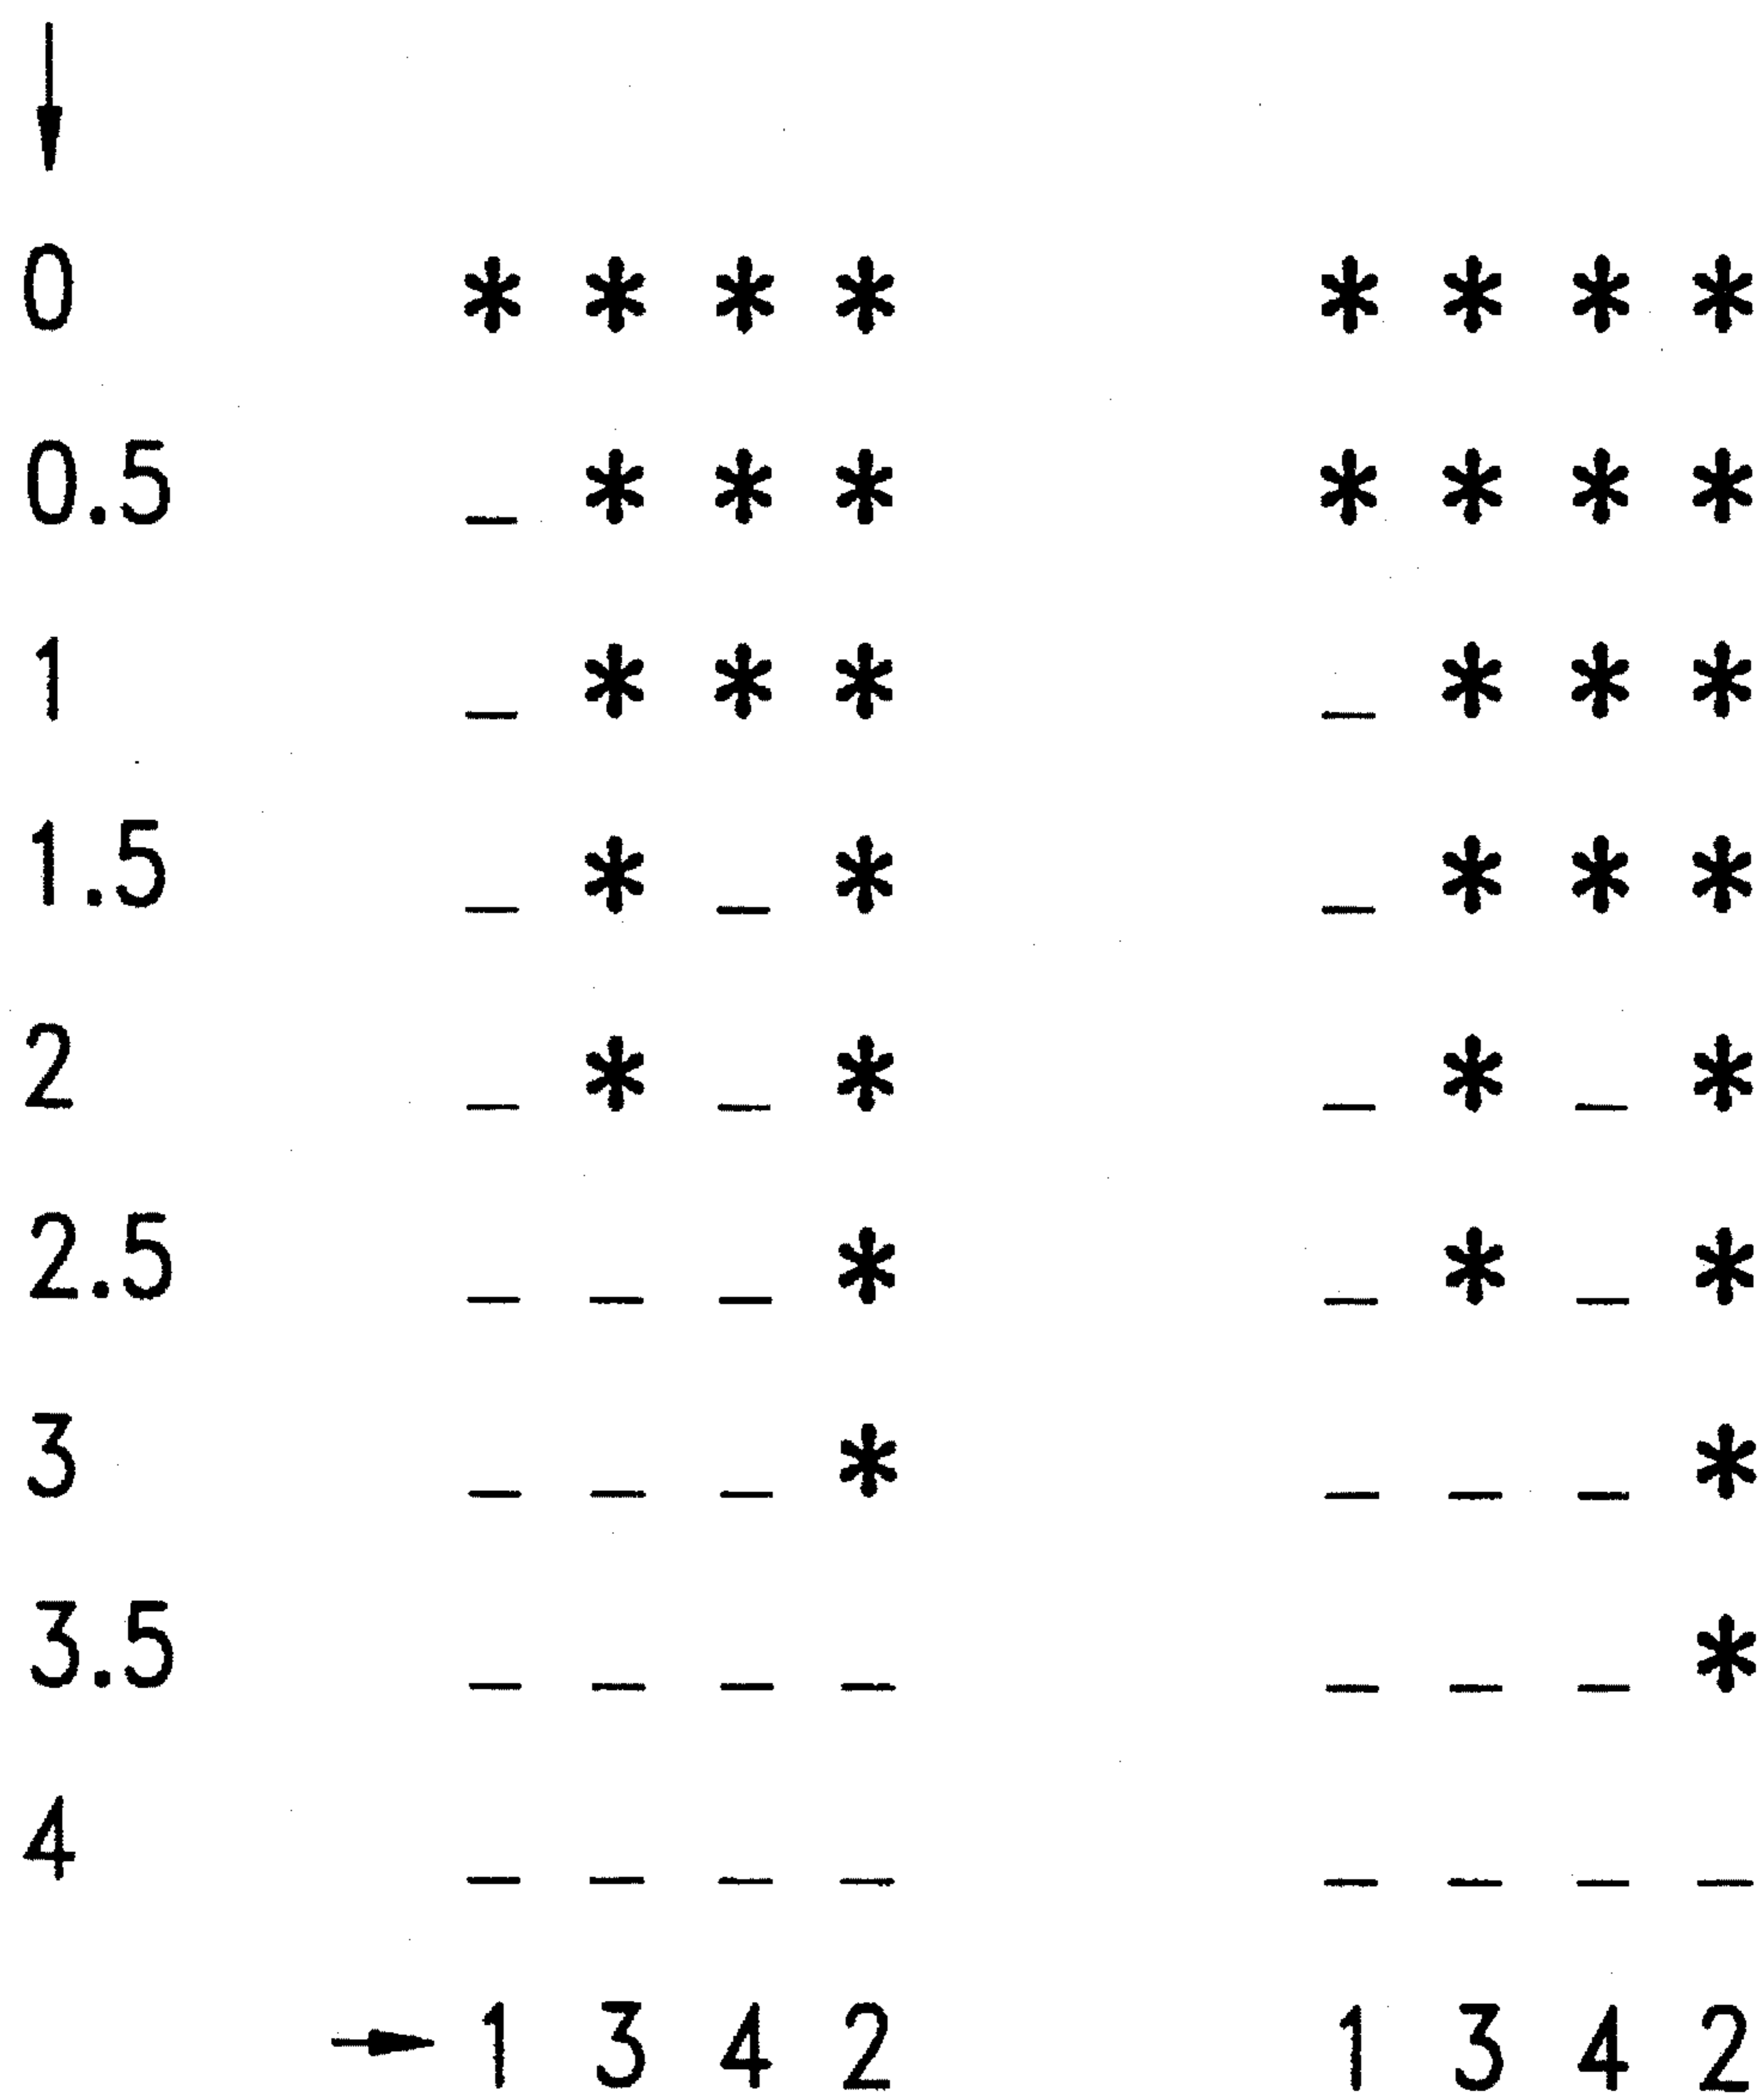 0 * * * * * * * *
0.5 _ * * * * * * *
1 _ * * * _ * * *
1.5 _ * _ * _ * * *
2 _ * _ * _ * _ *
2.5 _ _ _ * _ * _ *
3 _ _ _ * _ _ _ *
3.5 _ _ _ _ _ _ _ *
4 _ _ _ _ _ _ _ _
1 3 4 2 1 3 4 2